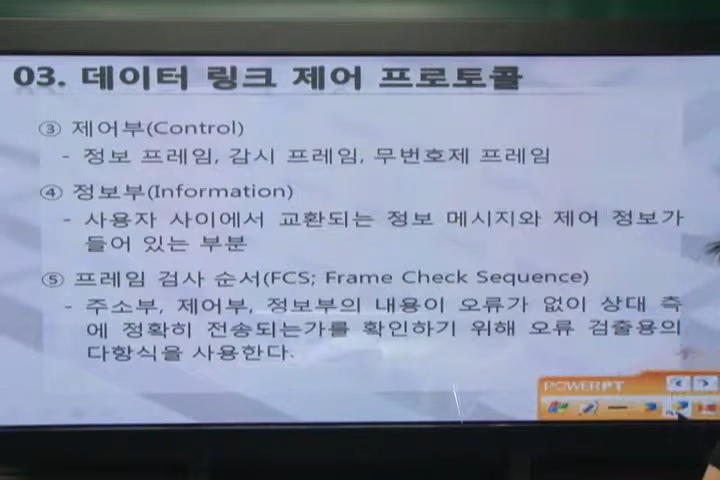 03. 데이터 링크 제어 프로토콜
③ 제어부(Control)
- 정보 프레임, 감시 프레임, 무번호제 프레임
④ 정보부(Information)
- 사용자 사이에서 교환되는 정보 메시지와 제어 정보가
들어 있는 부분
⑤ 프레임 검사 순서(FCS; Frame Check Sequence)
- 주소부, 제어부, 정보부의 내용이 오류가 없이 상대 측
에 정확히 전송되는가를 확인하기 위해 오류 검출용의
다항식을 사용한다.
POWERPT